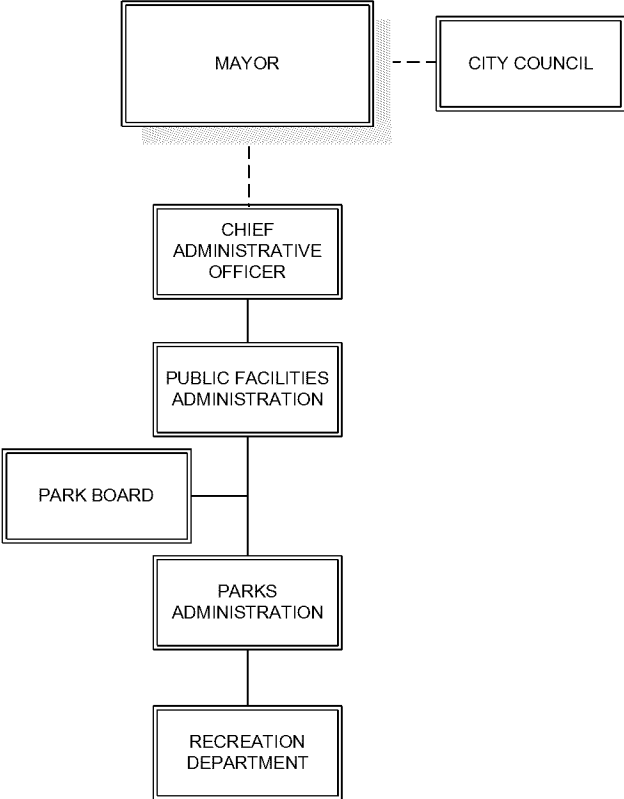 MAYOR
CITY COUNCIL
CHIEF
ADMINISTRATIVE
OFFICER
PUBLIC FACILITIES
ADMINISTRATION
PARK BOARD
PARKS
ADMINISTRATION
RECREATION
DEPARTMENT